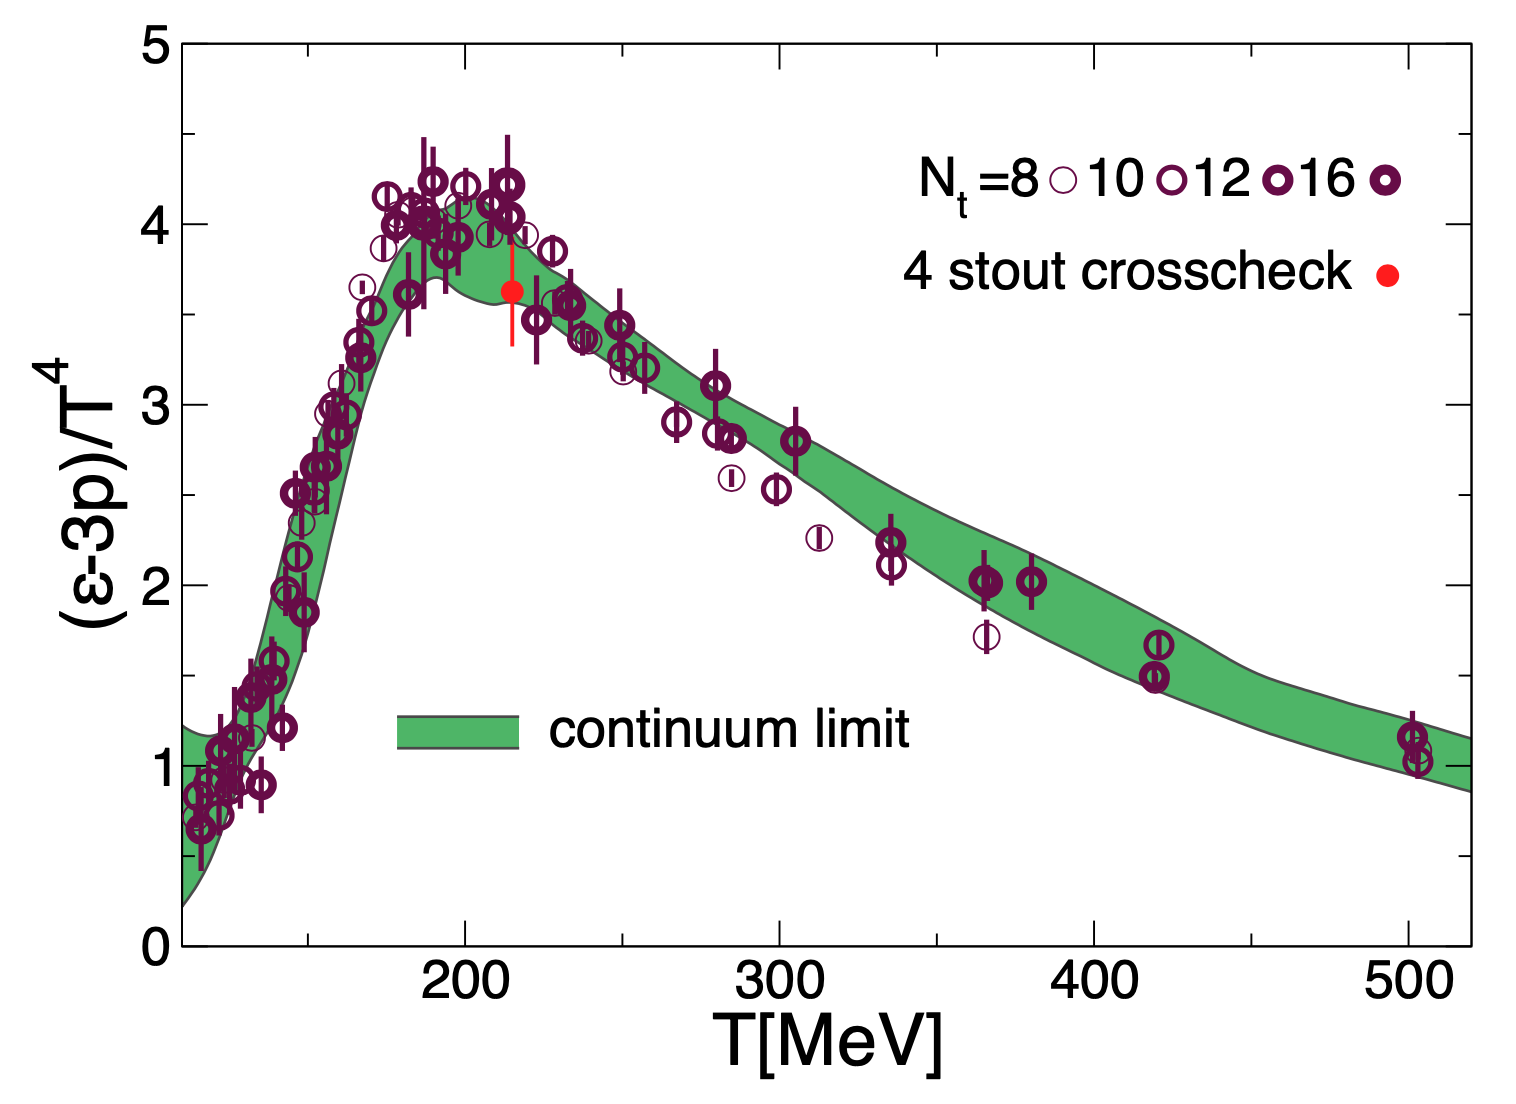 5
4
3
2
1
0
(ε-3p)/T⁴
Nₜ =8 10 12 16
4 stout crosscheck
continuum limit
200 300 400 500
T[MeV]